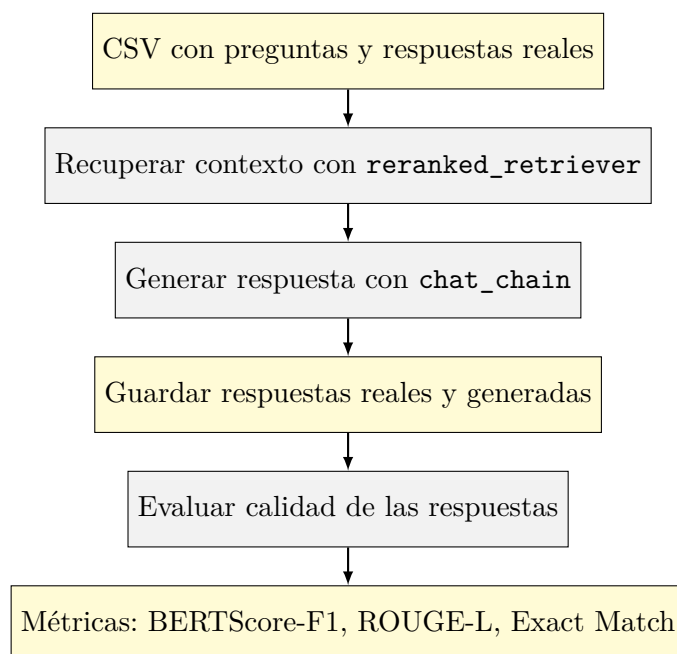 CSV con preguntas y respuestas reales
Recuperar contexto con reranked_retriever
Generar respuesta con chat_chain
Guardar respuestas reales y generadas
Evaluar calidad de las respuestas
Métricas: BERTScore-F1, ROUGE-L, Exact Match